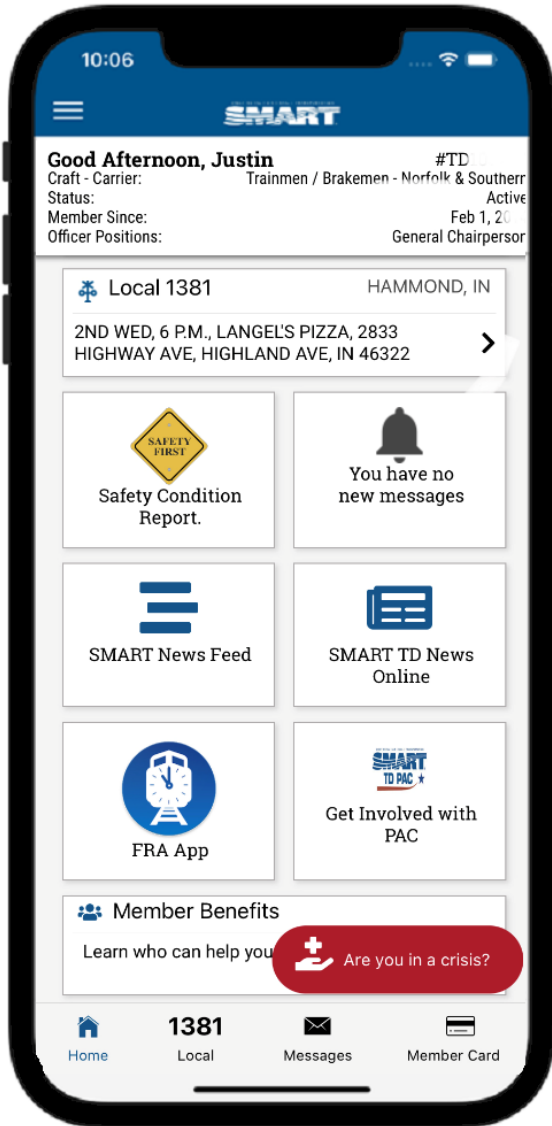 10:06
SMART
Good Afternoon, Justin #TD
Craft - Carrier: Trainmen / Brakemen - Norfolk & Southern
Status: Active
Member Since: Feb 1, 20
Officer Positions: General Chairperson
Local 1381 HAMMOND, IN
2ND WED, 6 P.M., LANGEL'S PIZZA, 2833
HIGHWAY AVE, HIGHLAND AVE, IN 46322
SAFETY
FIRST
Safety Condition
Report.
You have no
new messages
SMART News Feed
SMART TD News
Online
FRA App
SMART
TD PAC
Get Involved with
PAC
Member Benefits
Learn who can help you
Are you in a crisis?
1381
Home Local Messages Member Card